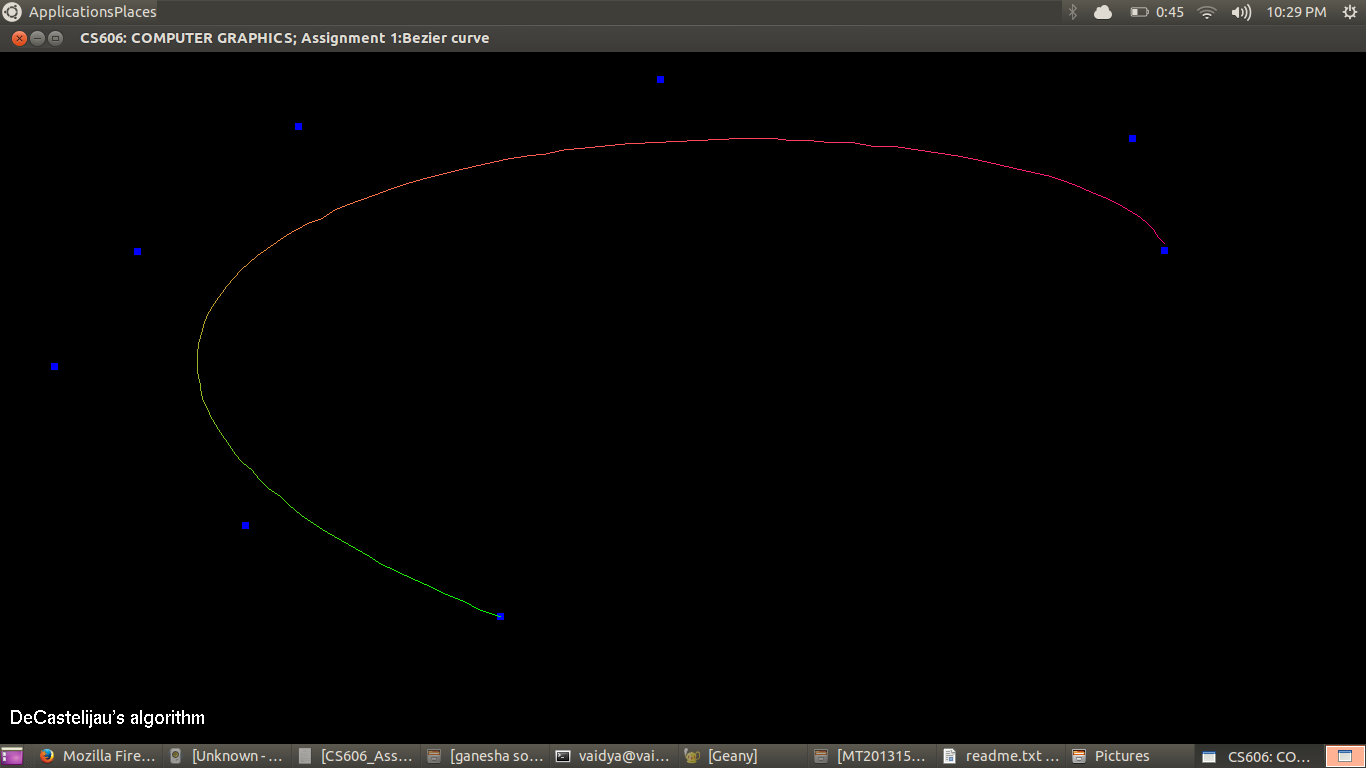 ApplicationsPlaces 0:45 10:29 PM
CS606: COMPUTER GRAPHICS; Assignment 1:Bezier curve
DeCastelijau's algorithm
Mozilla Fire... [Unknown - ... [CS606_Ass... [ganesha so... vaidya@vai... [Geany] [MT201315... readme.txt ... Pictures CS606: CO...